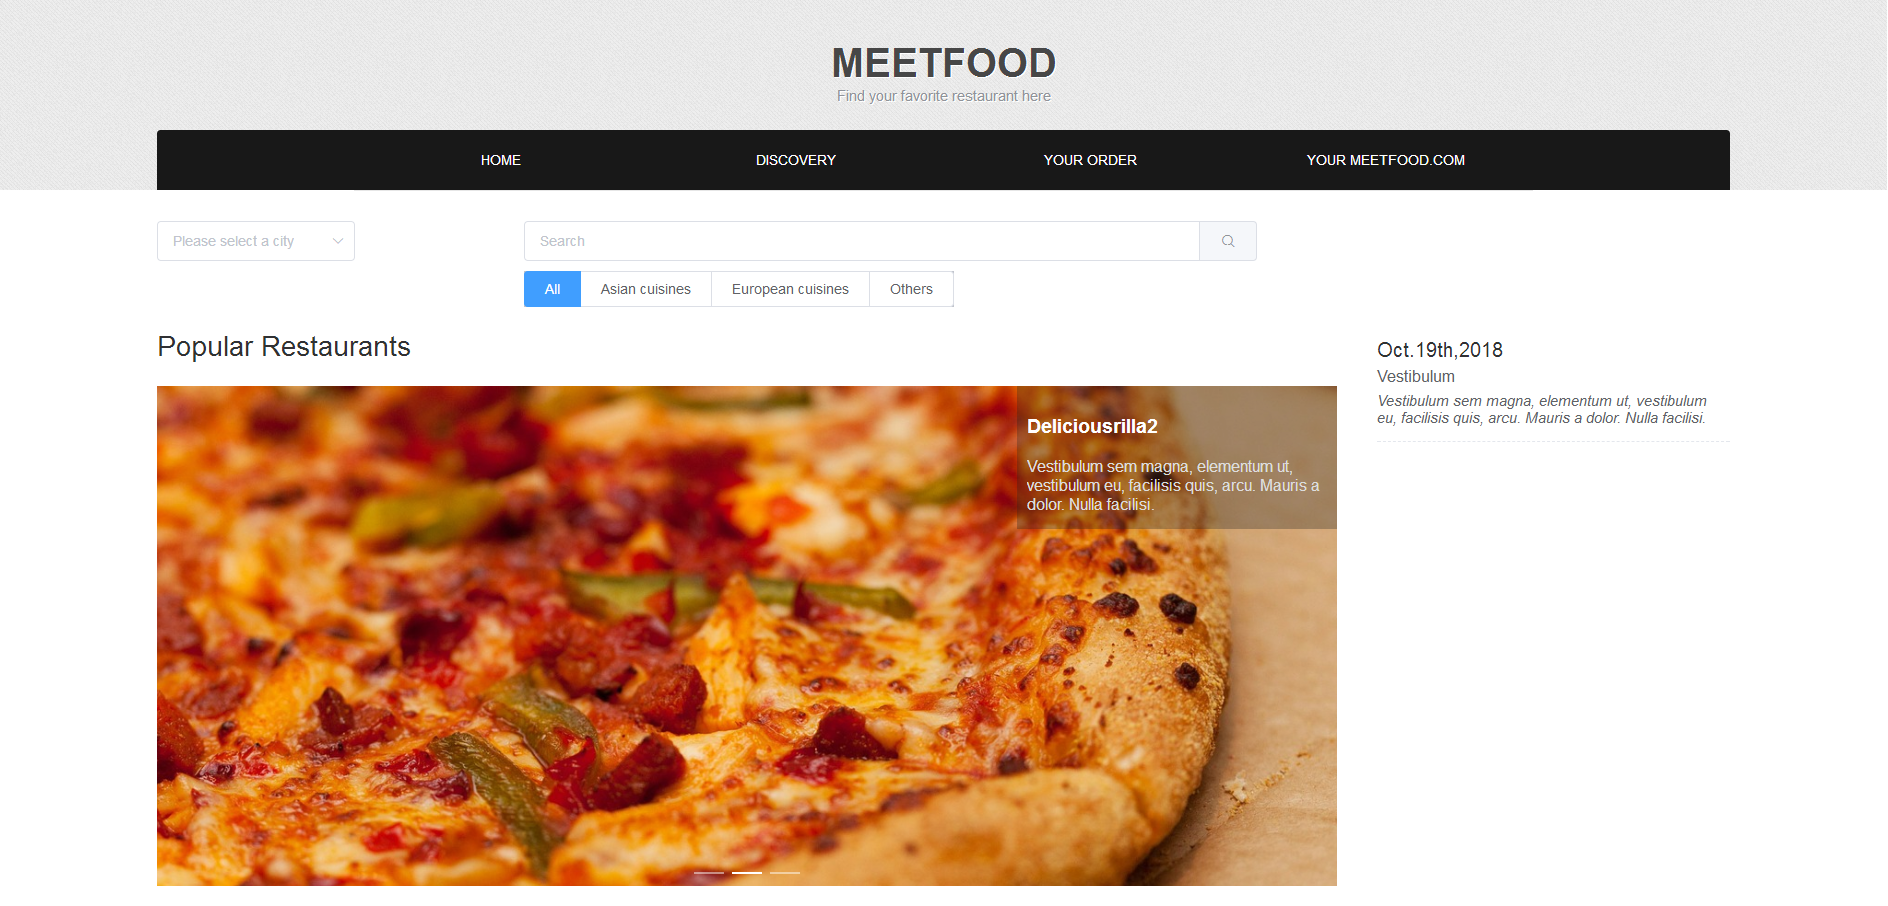 MEETFOOD
Find your favorite restaurant here
HOME
DISCOVERY
YOUR ORDER
YOUR MEETFOOD.COM
Please select a city
Search
All
Asian cuisines
European cuisines
Others
Popular Restaurants
Deliciousrilla2
Vestibulum sem magna, elementum ut,
vestibulum eu, facilisis quis, arcu. Mauris a
dolor. Nulla facilisi.
Oct.19th,2018
Vestibulum
Vestibulum sem magna, elementum ut, vestibulum
eu, facilisis quis, arcu. Mauris a dolor. Nulla facilisi.